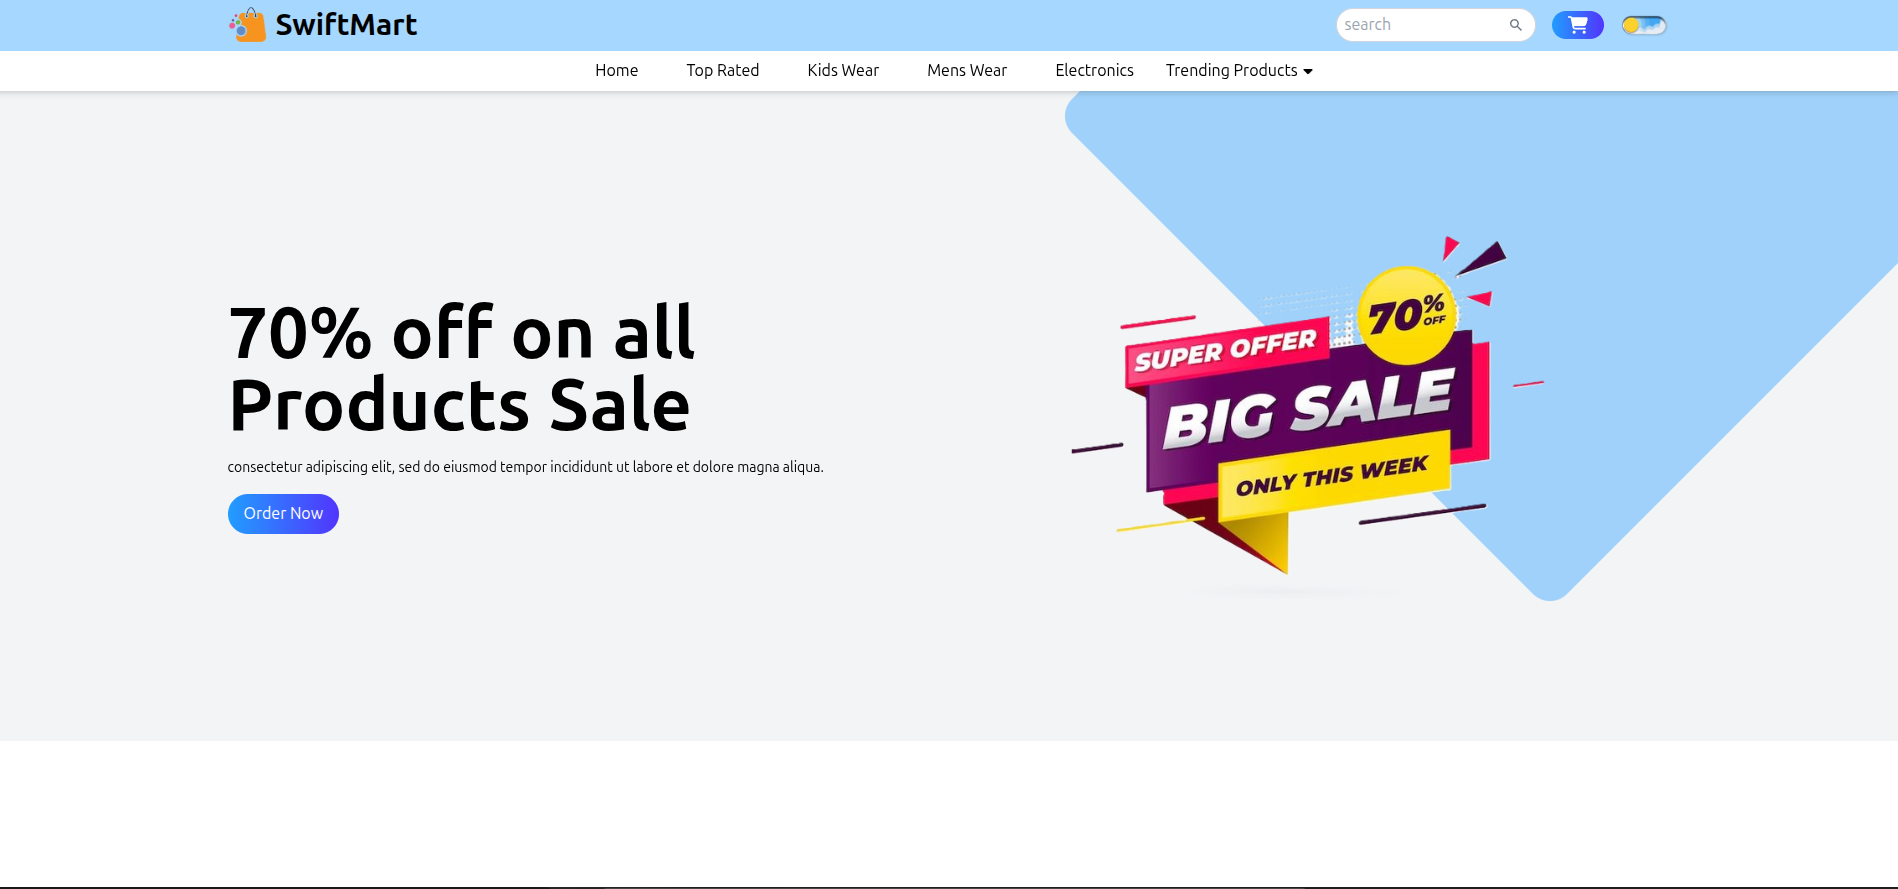 SwiftMart
search
Home Top Rated Kids Wear Mens Wear Electronics Trending Products
70% off on all
Products Sale
consectetur adipiscing elit, sed do eiusmod tempor incididunt ut labore et dolore magna aliqua.
Order Now
70%
OFF
SUPER OFFER
BIG SALE
ONLY THIS WEEK